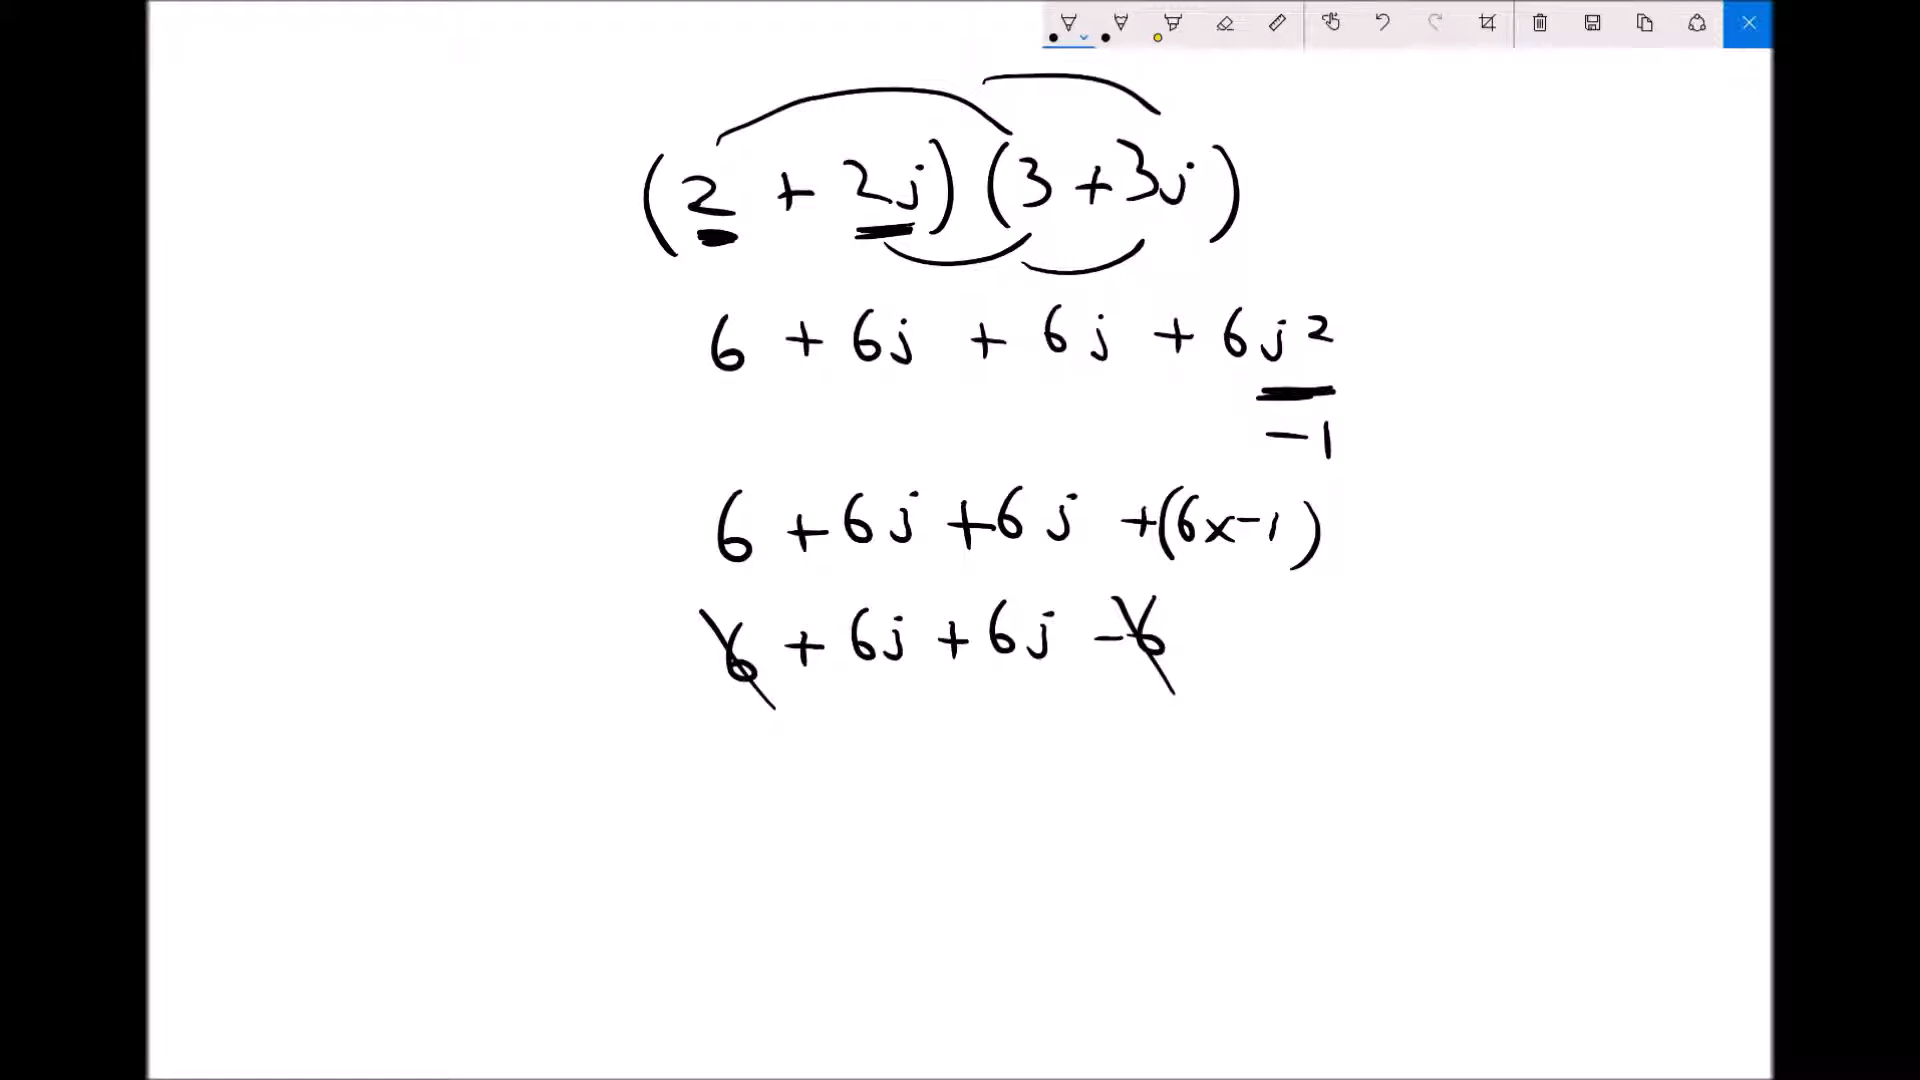 (2 + 2j)(3+3j)
6 + 6j + 6j + 6j²
-1
6 + 6j + 6j + (6x-1)
6 + 6j + 6j - 6